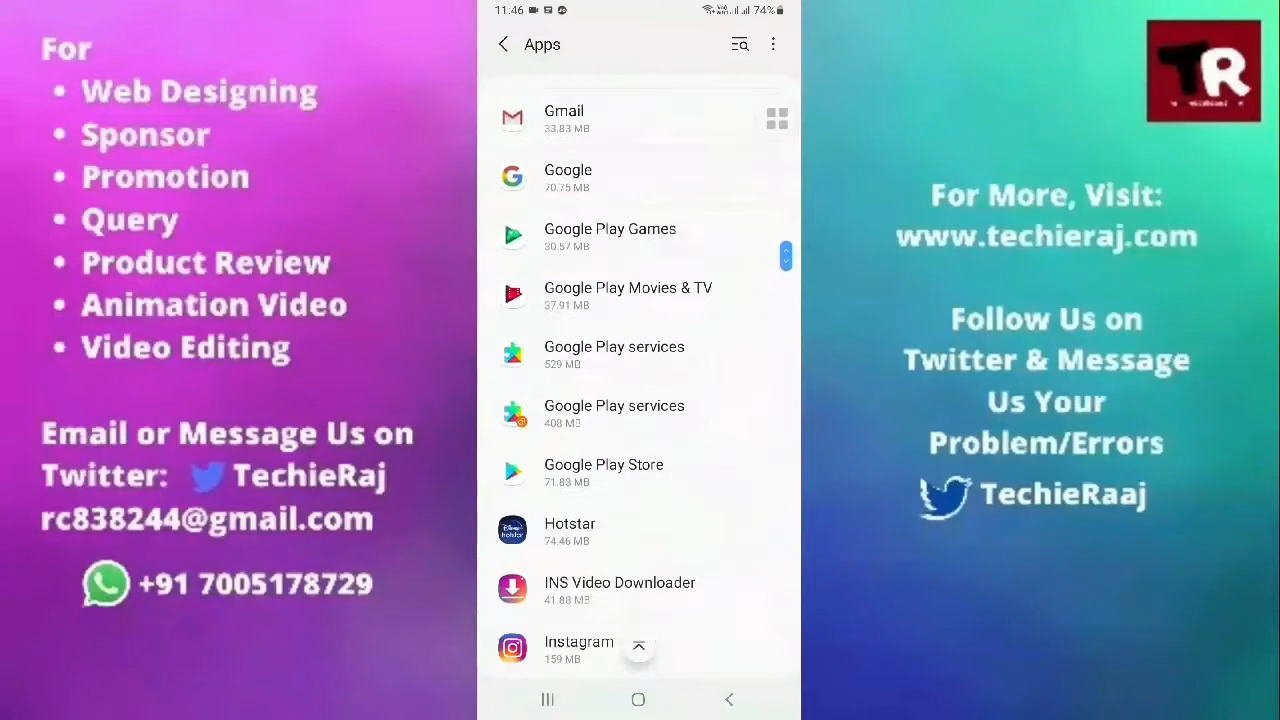 For
• Web Designing
• Sponsor
• Promotion
• Query
• Product Review
• Animation Video
• Video Editing
Email or Message Us on
Twitter: TechieRaj
rc838244@gmail.com
+91 7005178729
11:46
74%
Apps
Gmail
33.83 MB
Google
70.75 MB
Google Play Games
30.57 MB
Google Play Movies & TV
37.91 MB
Google Play services
529 MB
Google Play services
408 MB
Google Play Store
71.83 MB
Hotstar
74.46 MB
INS Video Downloader
41.88 MB
Instagram
159 MB
TR
For More, Visit:
www.techieraj.com
Follow Us on
Twitter & Message
Us Your
Problem/Errors
TechieRaaj